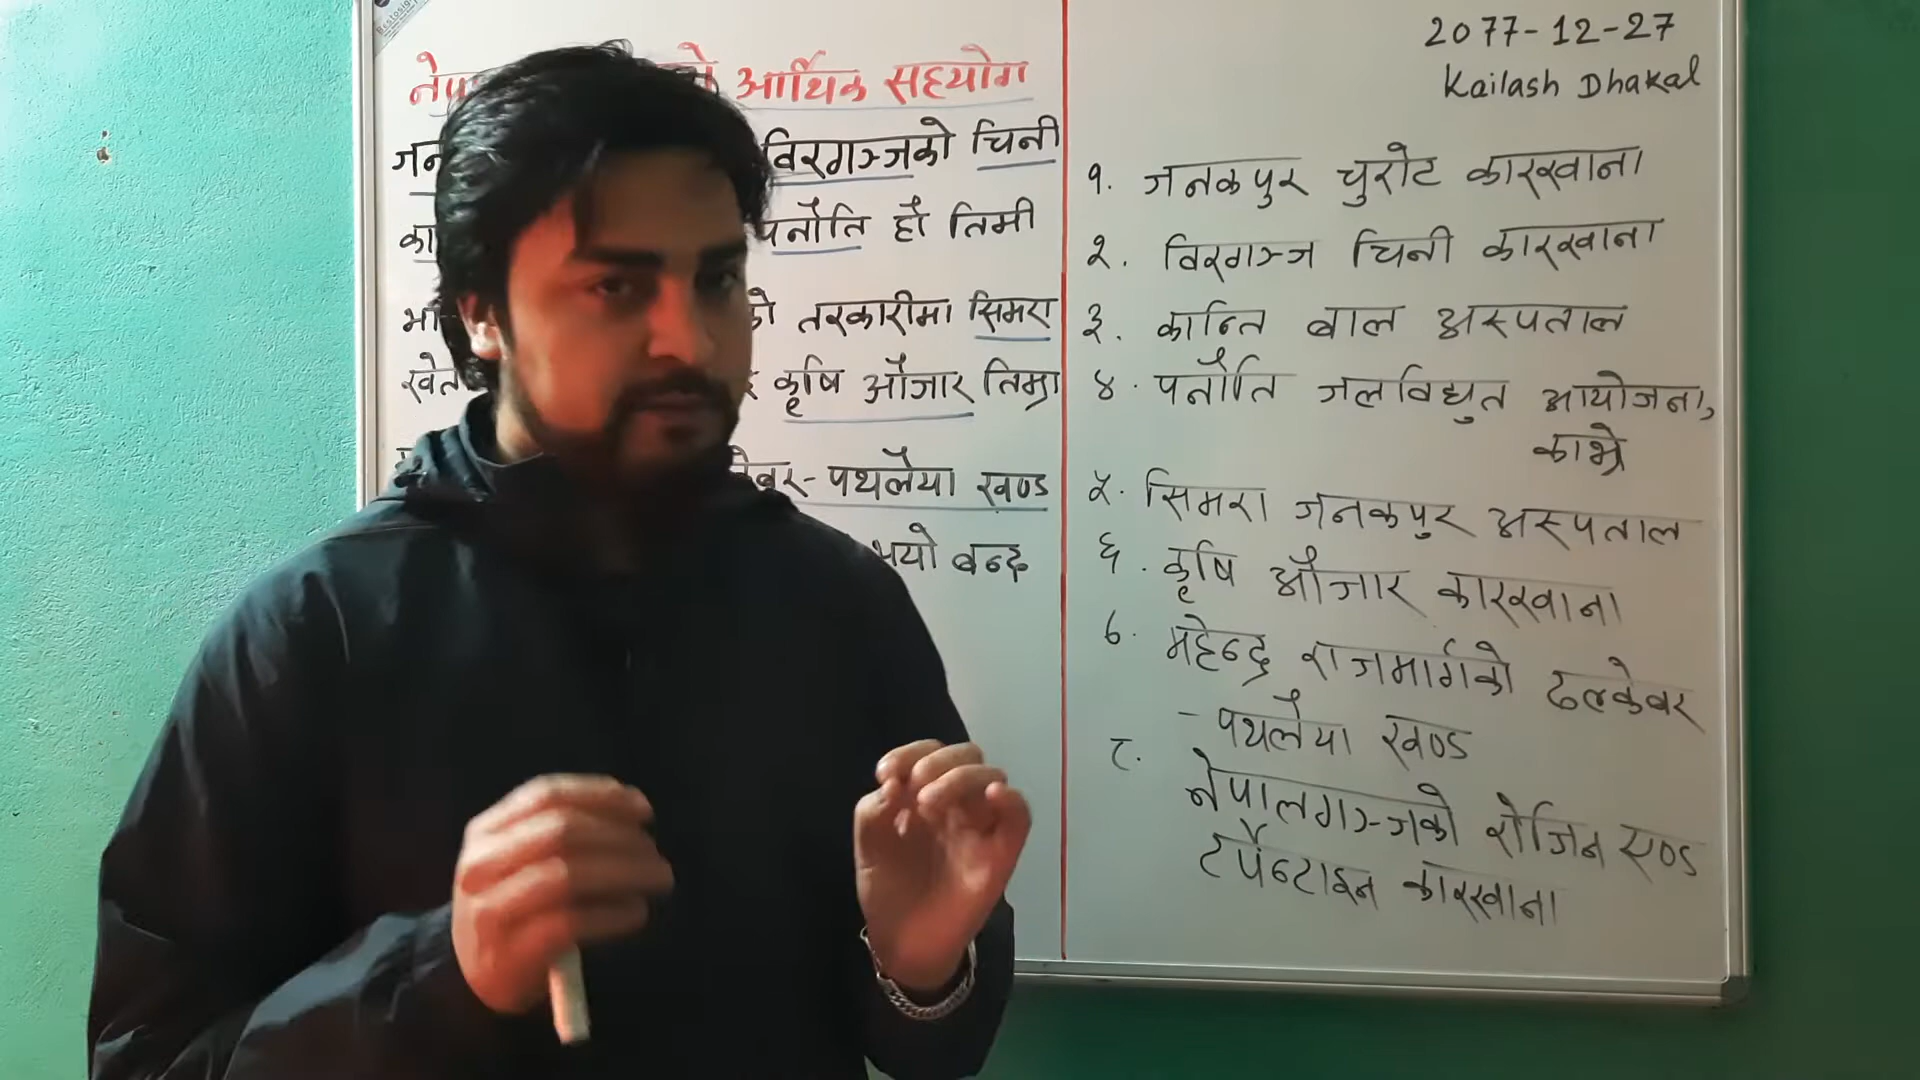 आर्थिक सहयोग
विरगञ्जको चिनी
पनौति हौ तिमी
तरकारीमा सिमरा
कृषि औजार तिम्रा
पथलैया खण्ड
भयो बन्द
2077-12-27
Kailash Dhakal
१. जनकपुर चुरोट कारखाना
२. विरगञ्ज चिनी कारखाना
३. कान्ति बाल अस्पताल
४. पनौति जलविद्युत आयोजना,
काभ्रे
५. सिमरा जनकपुर अस्पताल
६. कृषि औजार कारखाना
७. महेन्द्र राजमार्गको ढल्केबर
- पथलैया खण्ड
८.
नेपालगञ्जको रोजिन एण्ड
टर्पेन्टाइन कारखाना